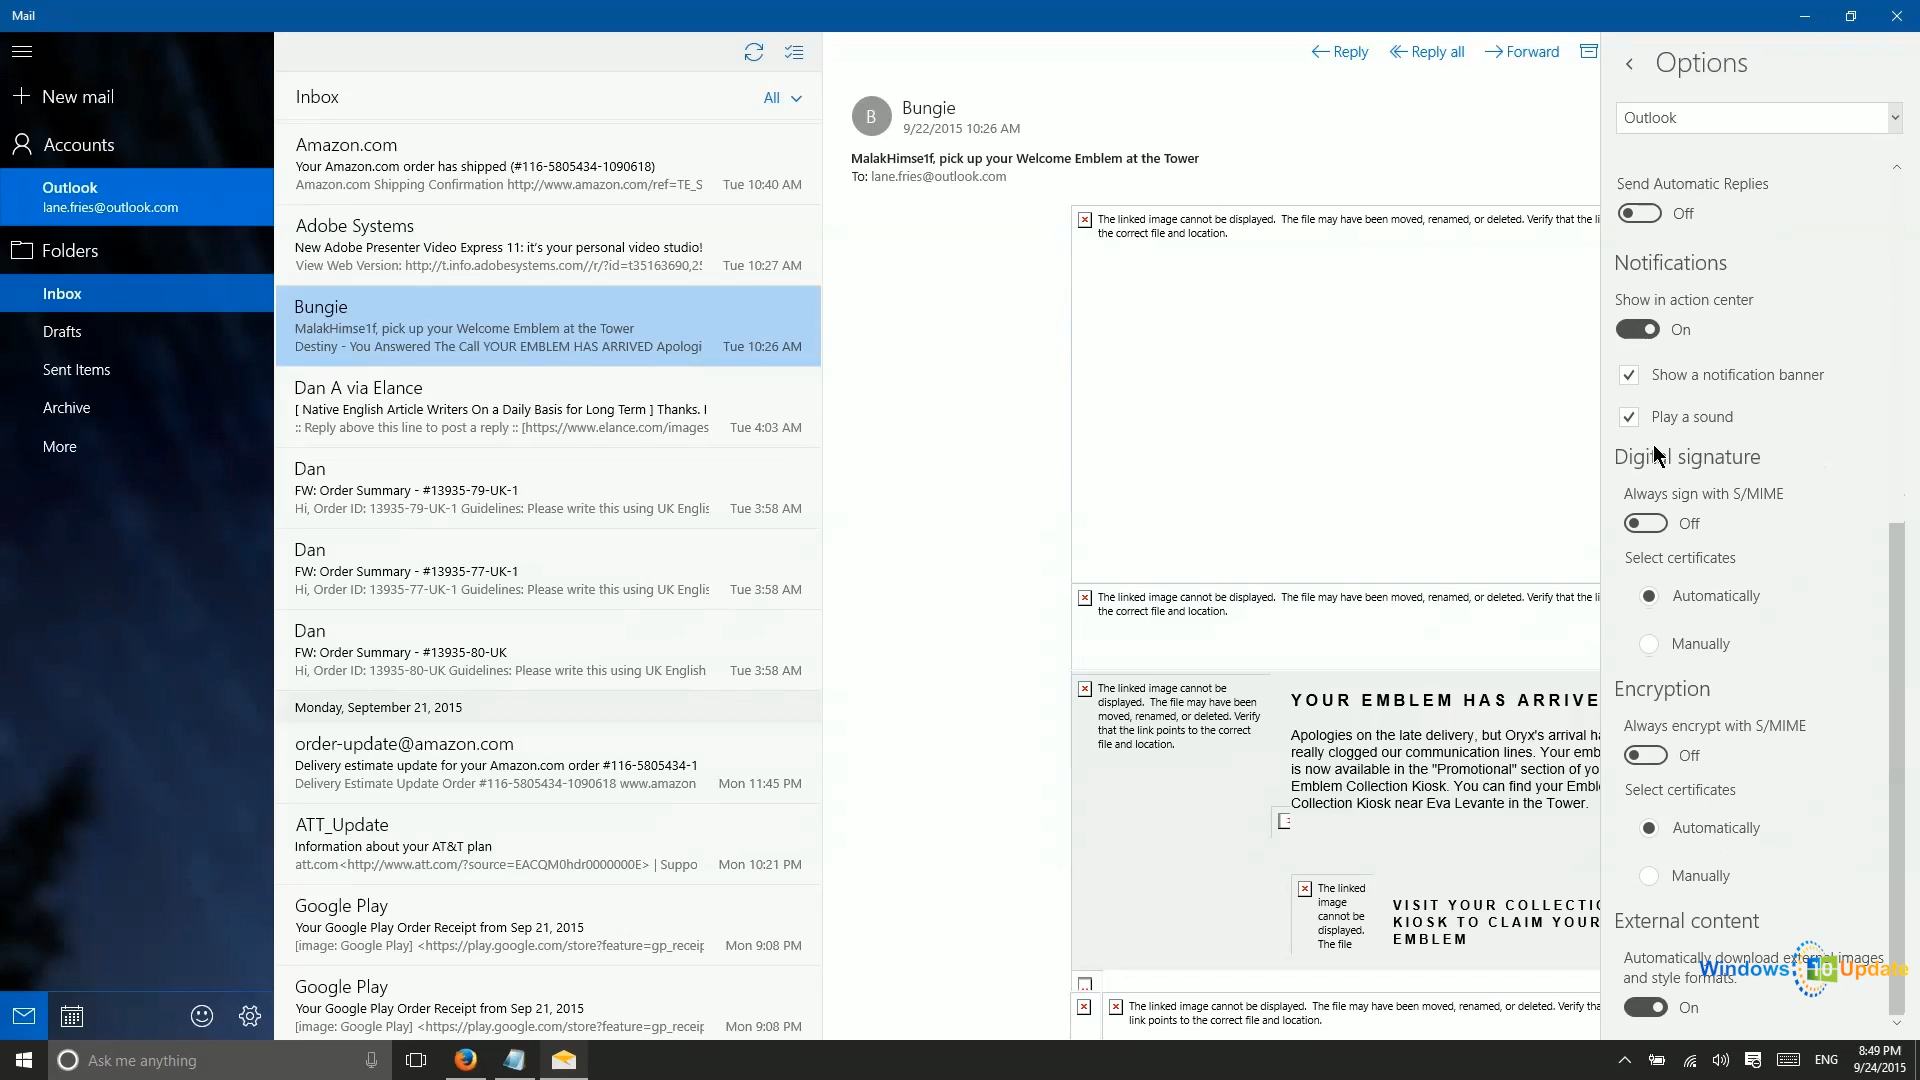 Mail
New mail
Accounts
Outlook
lane.fries@outlook.com
Folders
Inbox
Drafts
Sent Items
Archive
More
Inbox
All
Amazon.com
Your Amazon.com order has shipped (#116-5805434-1090618)
Amazon.com Shipping Confirmation http://www.amazon.com/ref=TE_S Tue 10:40 AM
Adobe Systems
New Adobe Presenter Video Express 11: it's your personal video studio!
View Web Version: http://t.info.adobesystems.com//r/?id=t35163690,25 Tue 10:27 AM
Bungie
MalakHimse1f, pick up your Welcome Emblem at the Tower
Destiny - You Answered The Call YOUR EMBLEM HAS ARRIVED Apologi Tue 10:26 AM
Dan A via Elance
[ Native English Article Writers On a Daily Basis for Long Term ] Thanks. I
:: Reply above this line to post a reply :: [https://www.elance.com/images Tue 4:03 AM
Dan
FW: Order Summary - #13935-79-UK-1
Hi, Order ID: 13935-79-UK-1 Guidelines: Please write this using UK Englis Tue 3:58 AM
Dan
FW: Order Summary - #13935-77-UK-1
Hi, Order ID: 13935-77-UK-1 Guidelines: Please write this using UK Englis Tue 3:58 AM
Dan
FW: Order Summary - #13935-80-UK
Hi, Order ID: 13935-80-UK Guidelines: Please write this using UK English Tue 3:58 AM
Monday, September 21, 2015
order-update@amazon.com
Delivery estimate update for your Amazon.com order #116-5805434-1
Delivery Estimate Update Order #116-5805434-1090618 www.amazon Mon 11:45 PM
ATT_Update
Information about your AT&T plan
att.com<http://www.att.com/?source=EACQM0hdr0000000E> | Suppo Mon 10:21 PM
Google Play
Your Google Play Order Receipt from Sep 21, 2015
[image: Google Play] <https://play.google.com/store?feature=gp_receip Mon 9:08 PM
Google Play
Your Google Play Order Receipt from Sep 21, 2015
[image: Google Play] <https://play.google.com/store?feature=gp_receip Mon 9:08 PM
Reply Reply all Forward
B
Bungie
9/22/2015 10:26 AM
MalakHimse1f, pick up your Welcome Emblem at the Tower
To: lane.fries@outlook.com
The linked image cannot be displayed. The file may have been moved, renamed, or deleted. Verify that the li
the correct file and location.
The linked image cannot be displayed. The file may have been moved, renamed, or deleted. Verify that the li
the correct file and location.
The linked image cannot be
displayed. The file may have
been moved, renamed, or
deleted. Verify that the link
points to the correct
file and location.
YOUR EMBLEM HAS ARRIVE
Apologies on the late delivery, but Oryx's arrival ha
really clogged our communication lines. Your emb
is now available in the "Promotional" section of yo
Emblem Collection Kiosk. You can find your Emble
Collection Kiosk near Eva Levante in the Tower.
The linked
image
cannot be
displayed.
The file
VISIT YOUR COLLECTIO
KIOSK TO CLAIM YOUR
EMBLEM
The linked image cannot be displayed. The file may have been moved, renamed, or deleted. Verify tha
link points to the correct file and location.
Options
Outlook
Send Automatic Replies
Off
Notifications
Show in action center
On
Show a notification banner
Play a sound
Digital signature
Always sign with S/MIME
Off
Select certificates
Automatically
Manually
Encryption
Always encrypt with S/MIME
Off
Select certificates
Automatically
Manually
External content
Automatically download external images
and style formats.
On
Windows 10 Update
Ask me anything
ENG
8:49 PM
9/24/2015